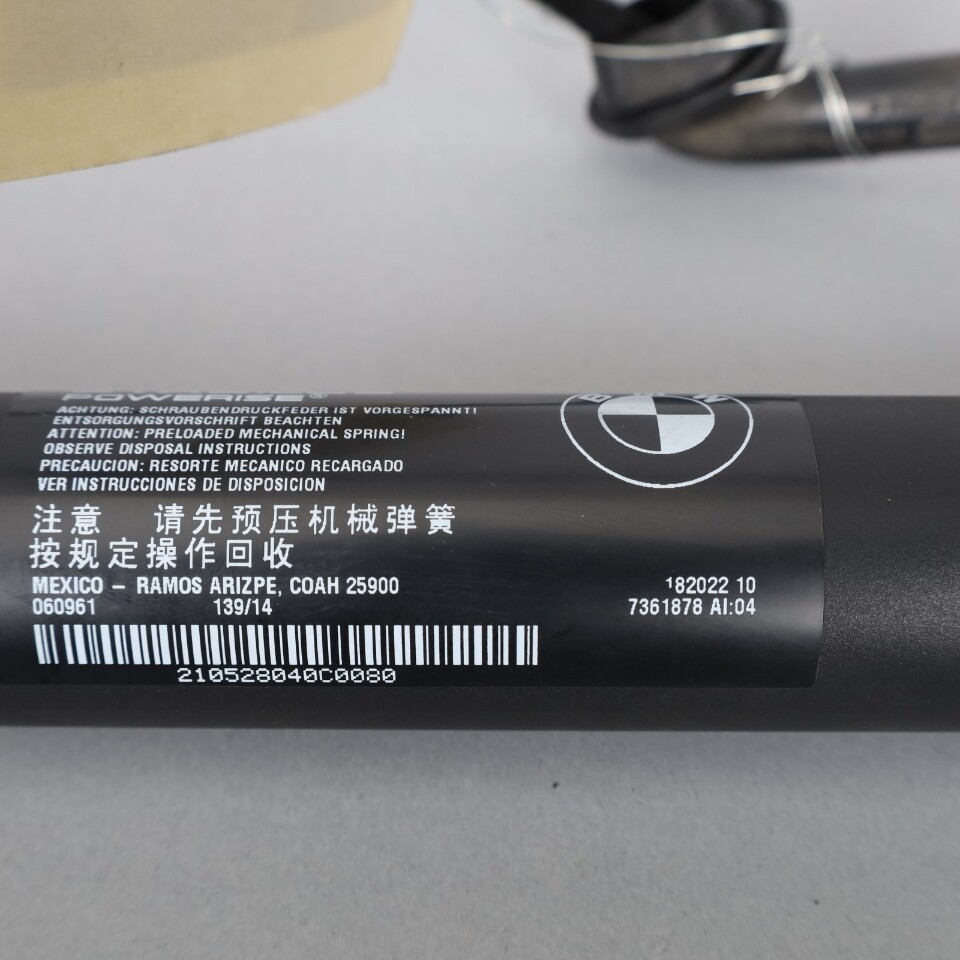 POWERISE®
ACHTUNG: SCHRAUBENDRUCKFEDER IST VORGESPANNT!
ENTSORGUNGSVORSCHRIFT BEACHTEN
ATTENTION: PRELOADED MECHANICAL SPRING!
OBSERVE DISPOSAL INSTRUCTIONS
PRECAUCION: RESORTE MECANICO RECARGADO
VER INSTRUCCIONES DE DISPOSICION
注意 请先预压机械弹簧
按规定操作回收
MEXICO – RAMOS ARIZPE, COAH 25900
060961 139/14
210528040C0080
BMW
182022 10
7361878 AI:04